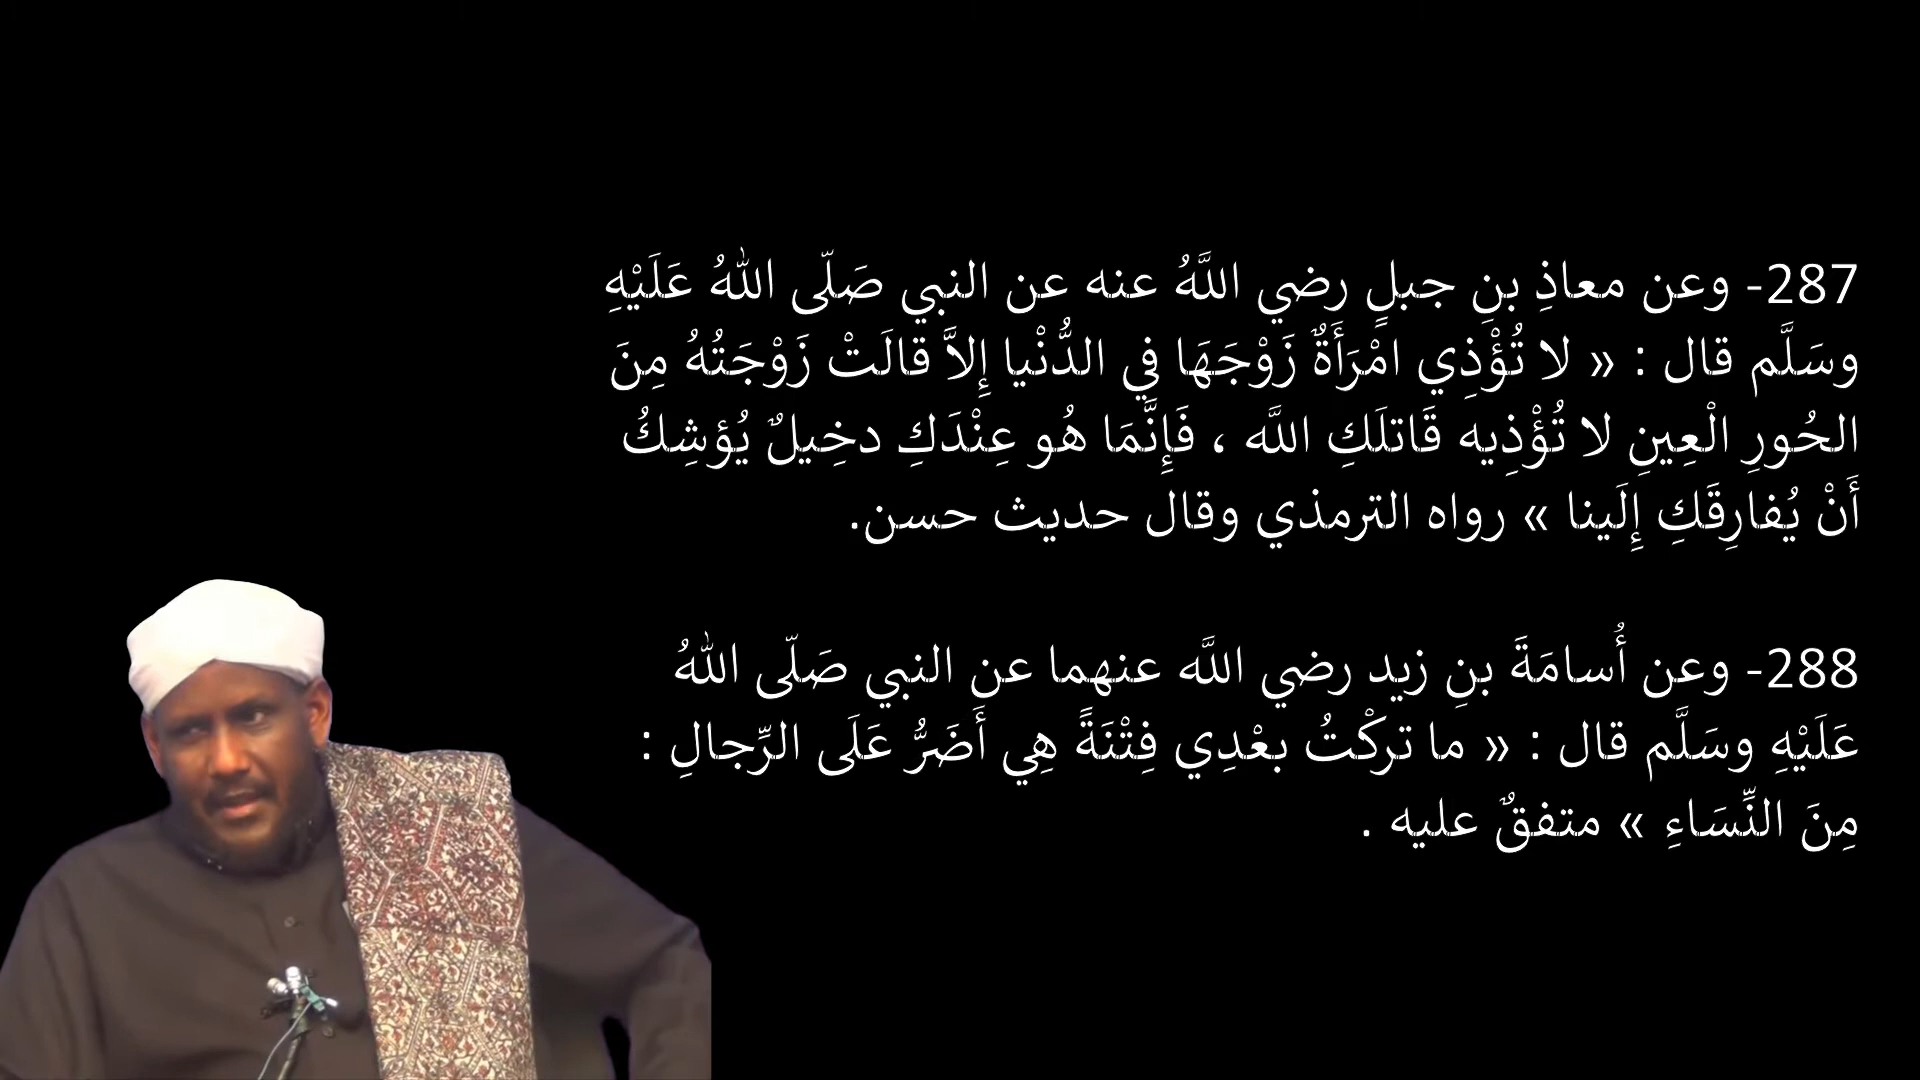 287- وعن معاذِ بنِ جبلٍ رضي اللَّهُ عنه عن النبي صَلّى اللهُ عَلَيْهِ
وسَلَّم قال : « لا تُؤْذِي امْرَأَةٌ زَوْجَهَا في الدُّنْيا إِلاَّ قالَتْ زَوْجَتُهُ مِنَ
الحُورِ الْعِينِ لا تُؤْذِيه قَاتلَكِ اللَّه ، فَإِنَّمَا هُو عِنْدَكِ دخِيلٌ يُؤشِكُ
أَنْ يُفارِقَكِ إِلَينا » رواه الترمذي وقال حديث حسن.
288- وعن أُسامَةَ بنِ زيد رضي اللَّه عنهما عن النبي صَلّى اللهُ
عَلَيْهِ وسَلَّم قال : « ما تركْتُ بعْدِي فِتْنَةً هِي أَضَرُّ عَلَى الرِّجالِ :
مِنَ النِّسَاءِ » متفقٌ عليه .